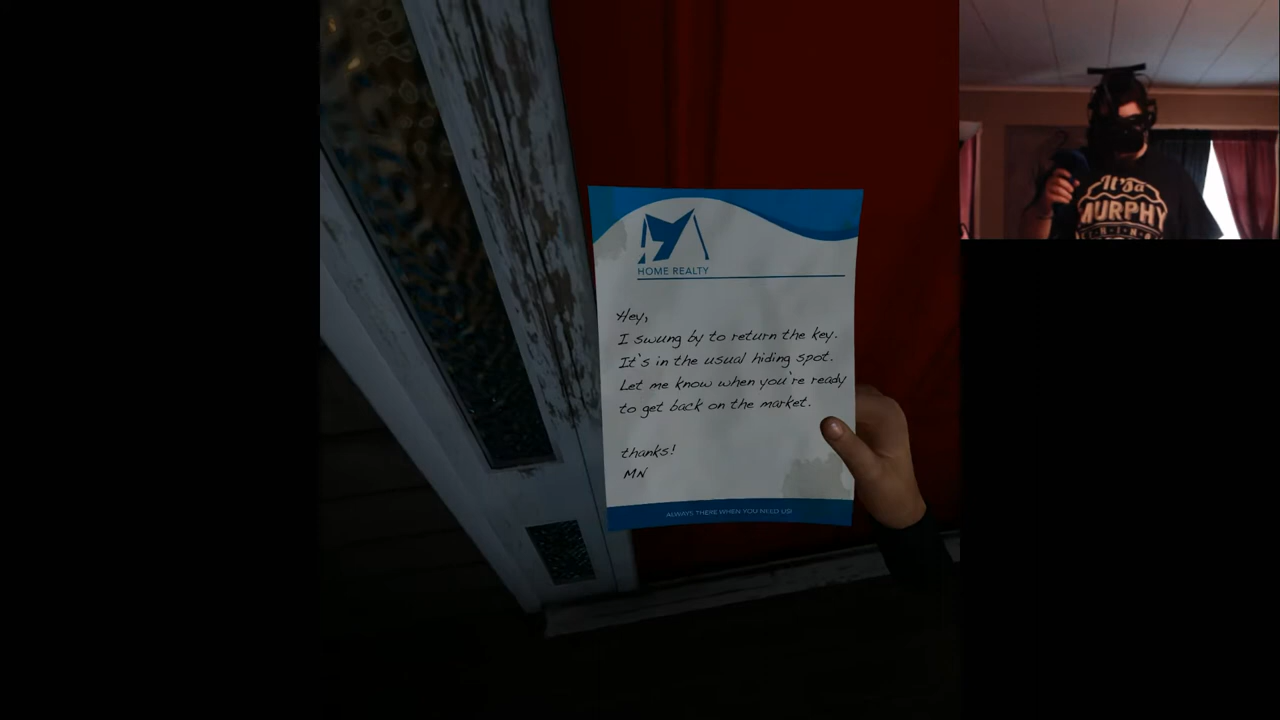 HOME REALTY
Hey,
I swung by to return the key.
It's in the usual hiding spot.
Let me know when you're ready
to get back on the market.
thanks!
MN
ALWAYS THERE WHEN YOU NEED US!
It's a
MURPHY
THING